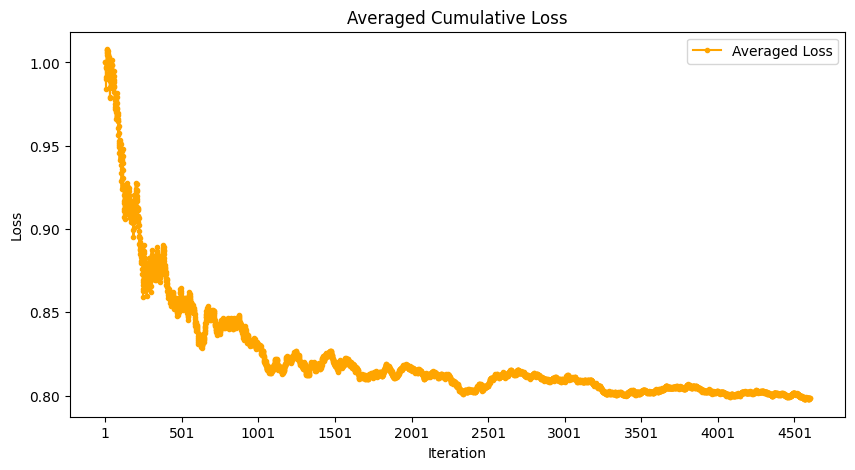 Averaged Cumulative Loss
Averaged Loss
Loss
1.00
0.95
0.90
0.85
0.80
1 501 1001 1501 2001 2501 3001 3501 4001 4501
Iteration